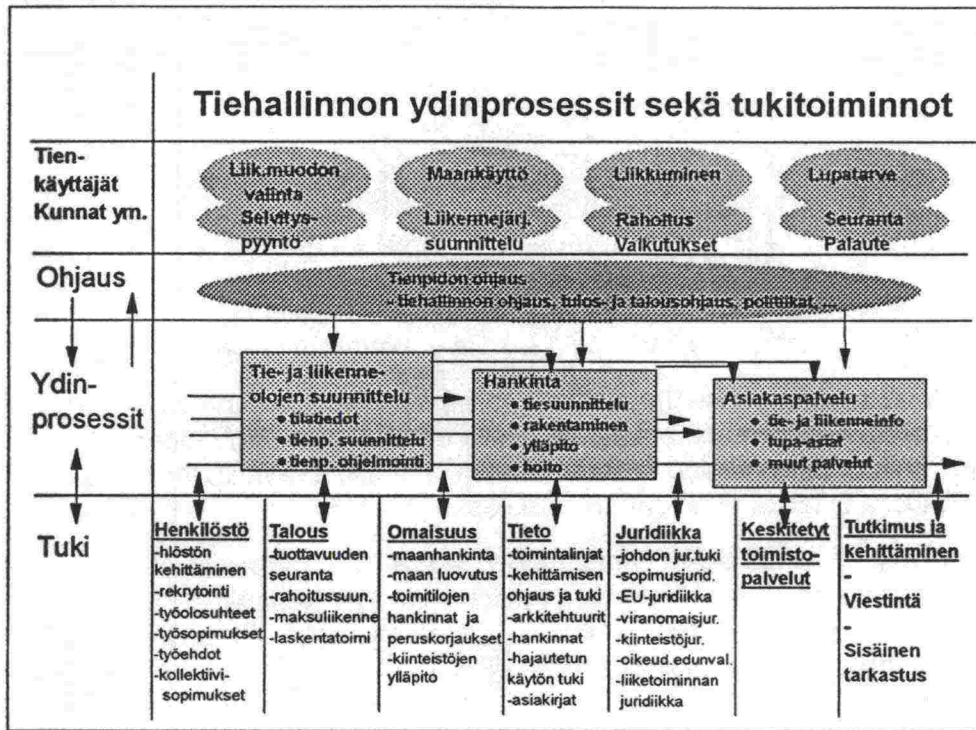 Tiehallinnon ydinprosessit sekä tukitoiminnot
Tien-
käyttäjät
Kunnat ym.
Liik.muodon
valinta
Selvitys-
pyyntö
Maankäyttö
Liikennejärj.
suunnittelu
Liikkuminen
Rahoitus
Vaikutukset
Lupatarve
Seuranta
Palaute
Ohjaus
Tienpidon ohjaus
- tiehallinnon ohjaus, tulos- ja talousohjaus, politiikat, ...
Ydin-
prosessit
Tie- ja liikenne-
olojen suunnittelu
• tilatiedot
• tienp. suunnittelu
• tienp. ohjelmointi
Hankinta
• tiesuunnittelu
• rakentaminen
• ylläpito
• hoito
Asiakaspalvelu
• tie- ja liikenneinfo
• lupa-asiat
• muut palvelut
Tuki
Henkilöstö
-hlöstön
kehittäminen
-rekrytointi
-työolosuhteet
-työsopimukset
-työehdot
-kollektiivi-
sopimukset
Talous
-tuottavuuden
seuranta
-rahoitussuun.
-maksuliikenne
-laskentatoimi
Omaisuus
-maanhankinta
-maan luovutus
-toimitilojen
hankinnat ja
peruskorjaukset
-kiinteistöjen
ylläpito
Tieto
-toimintalinjat
-kehittämisen
ohjaus ja tuki
-arkkitehtuurit
-hankinnat
-hajautetun
käytön tuki
-asiakirjat
Juridiikka
-johdon jur.tuki
-sopimusjurid.
-EU-juridiikka
-viranomaisjur.
-kiinteistöjur.
-oikeud.edunval.
-liiketoiminnan
juridiikka
Keskitetyt
toimisto-
palvelut
Tutkimus ja
kehittäminen
-
Viestintä
-
Sisäinen
tarkastus